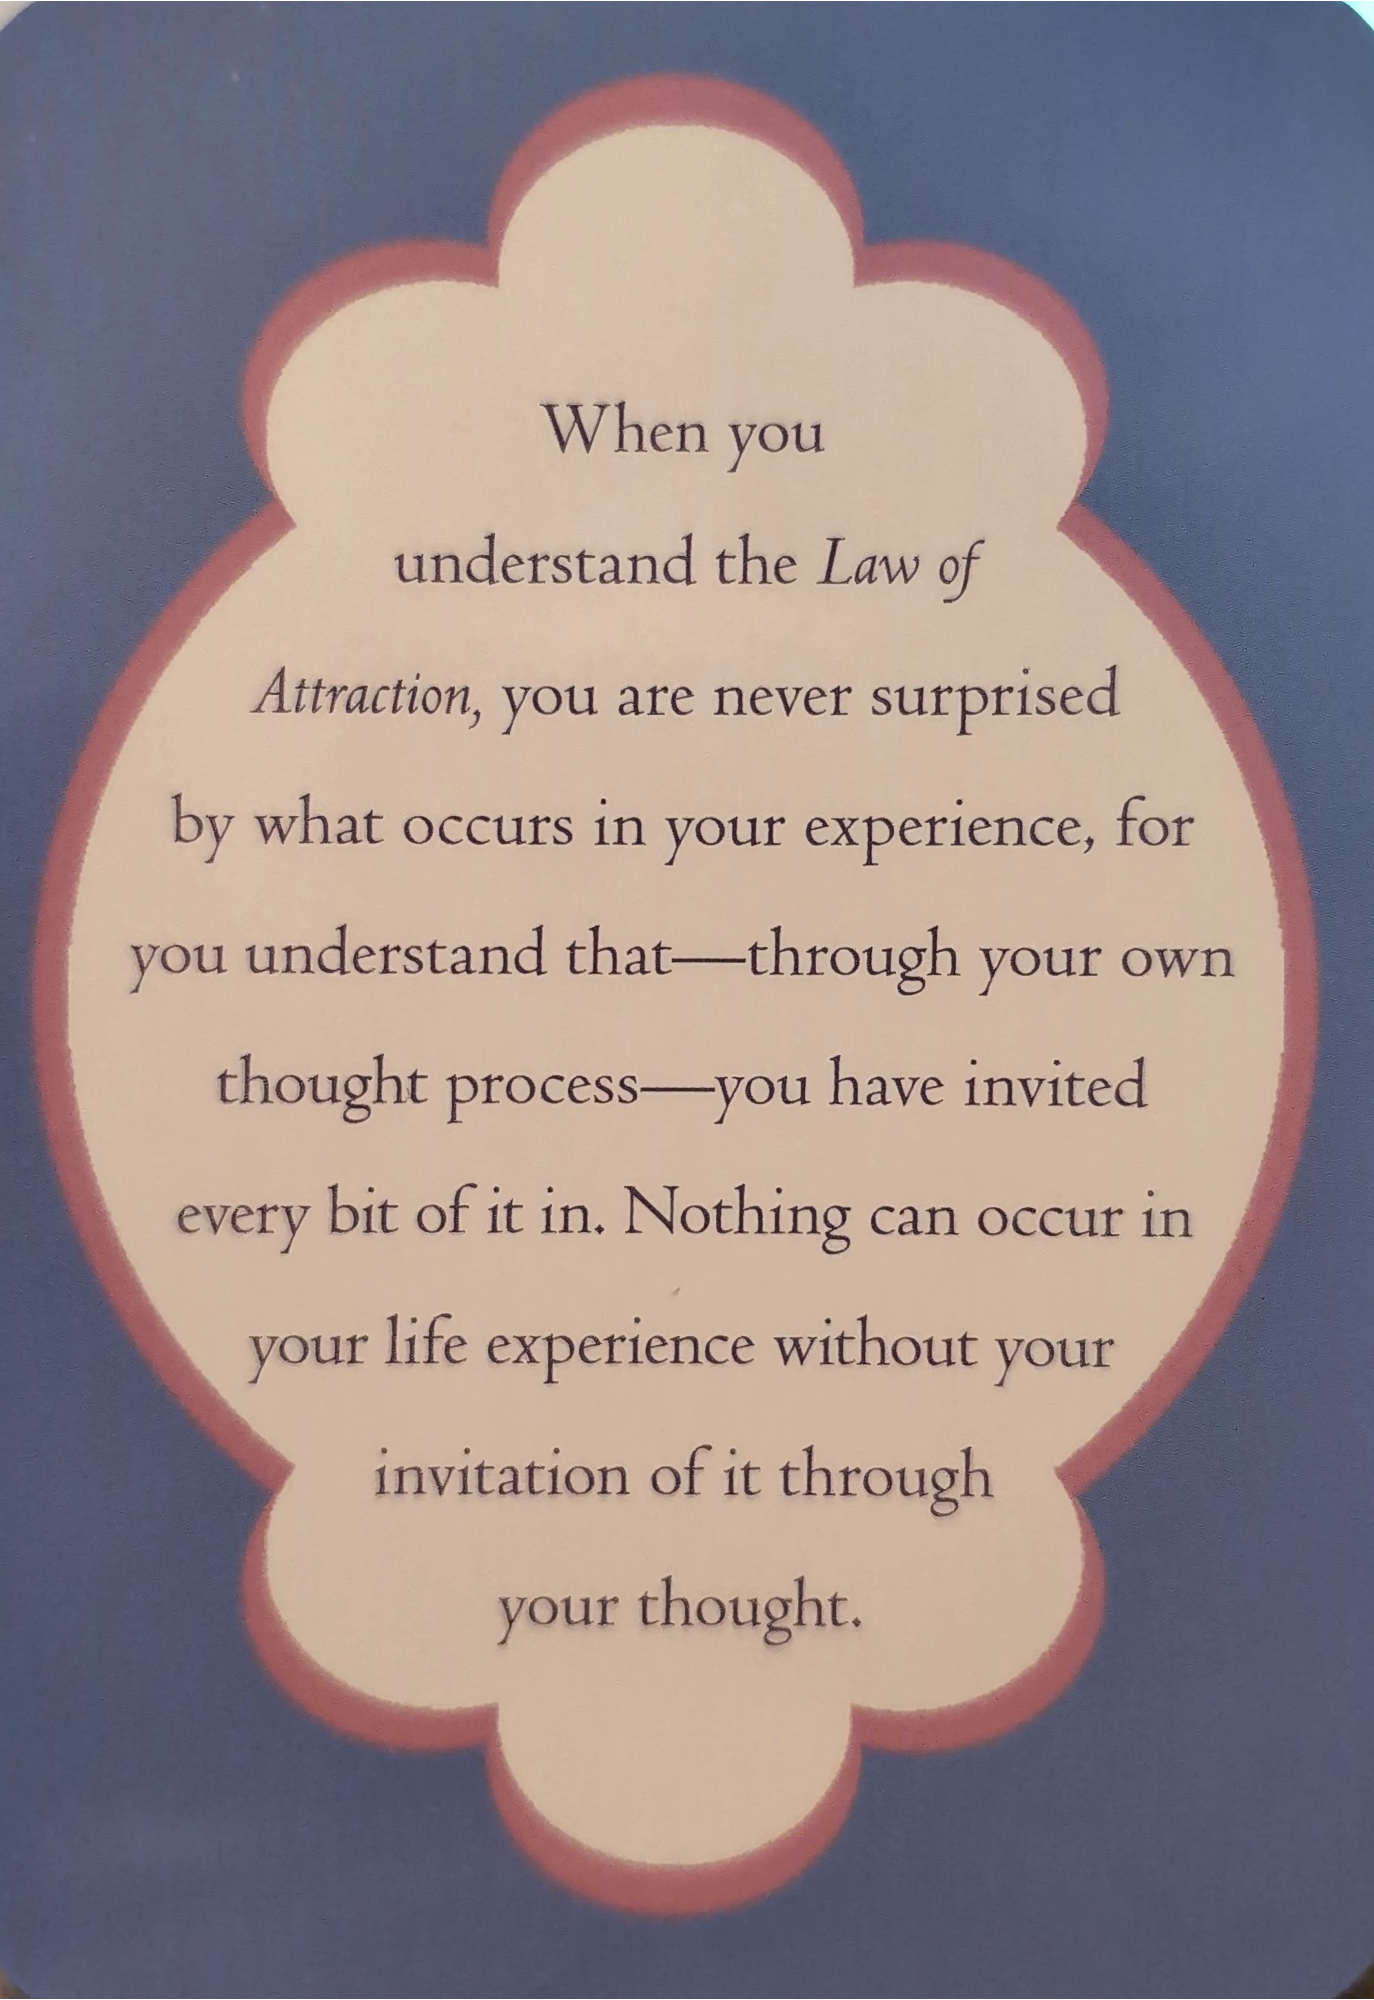 When you
understand the Law of
Attraction, you are never surprised
by what occurs in your experience, for
you understand that—through your own
thought process—you have invited
every bit of it in. Nothing can occur in
your life experience without your
invitation of it through
your thought.